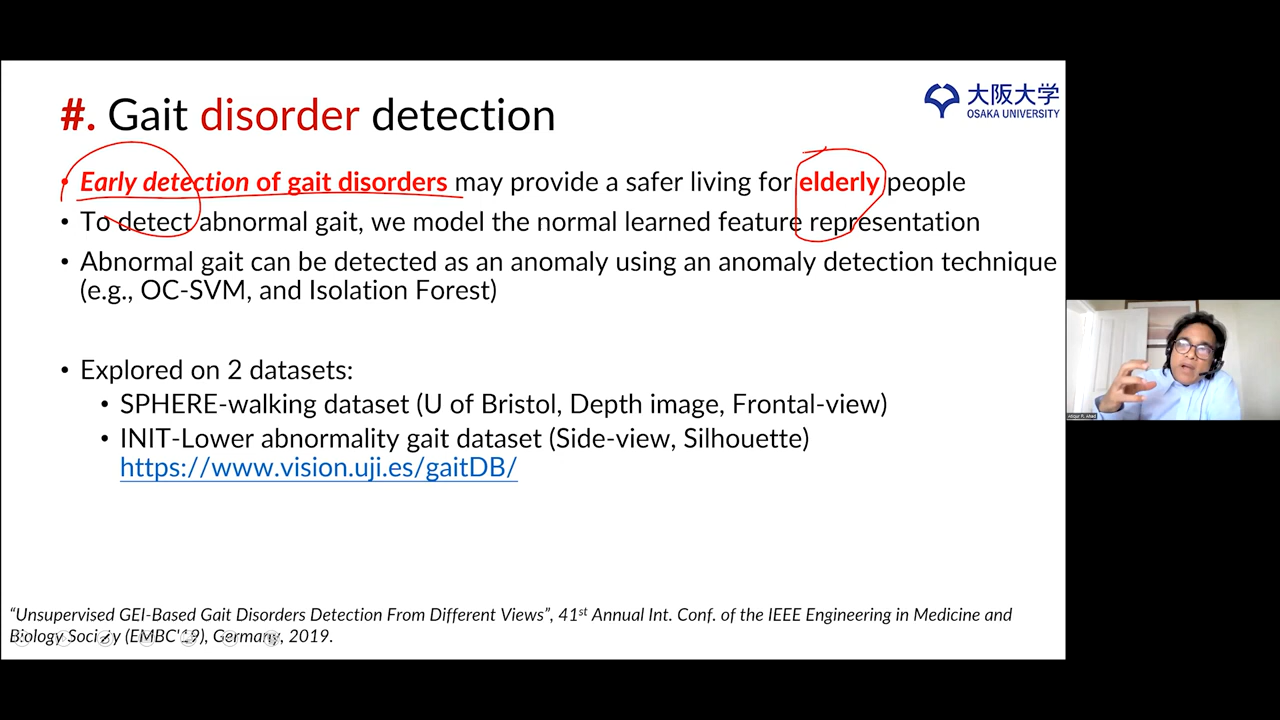 #. Gait disorder detection
大阪大学
OSAKA UNIVERSITY
• Early detection of gait disorders may provide a safer living for elderly people
• To detect abnormal gait, we model the normal learned feature representation
• Abnormal gait can be detected as an anomaly using an anomaly detection technique
(e.g., OC-SVM, and Isolation Forest)
• Explored on 2 datasets:
• SPHERE-walking dataset (U of Bristol, Depth image, Frontal-view)
• INIT-Lower abnormality gait dataset (Side-view, Silhouette)
https://www.vision.uji.es/gaitDB/
“Unsupervised GEI-Based Gait Disorders Detection From Different Views”, 41st Annual Int. Conf. of the IEEE Engineering in Medicine and
Biology Society (EMBC'19), Germany, 2019.
Atiqur R. Ahad